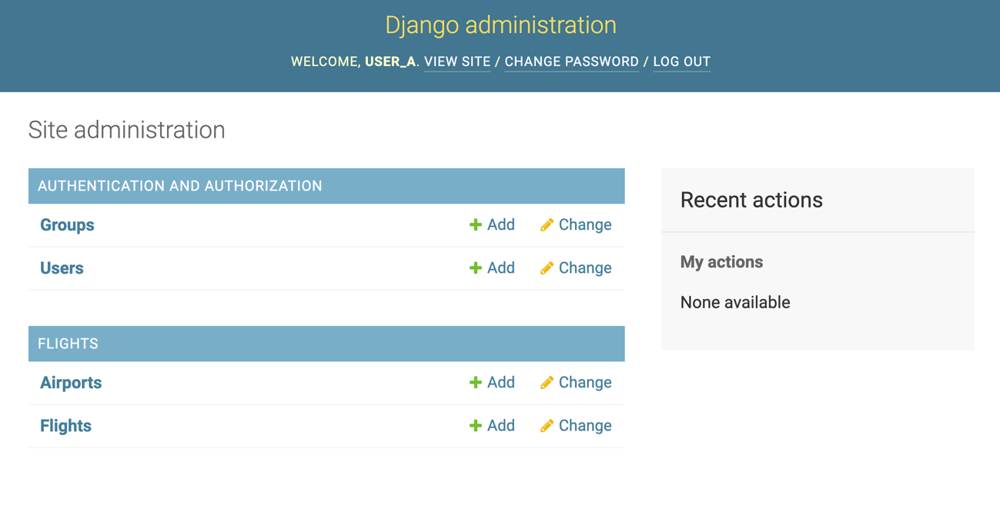 Django administration
WELCOME, USER_A. VIEW SITE / CHANGE PASSWORD / LOG OUT
Site administration
AUTHENTICATION AND AUTHORIZATION
Groups Add Change
Users Add Change
FLIGHTS
Airports Add Change
Flights Add Change
Recent actions
My actions
None available